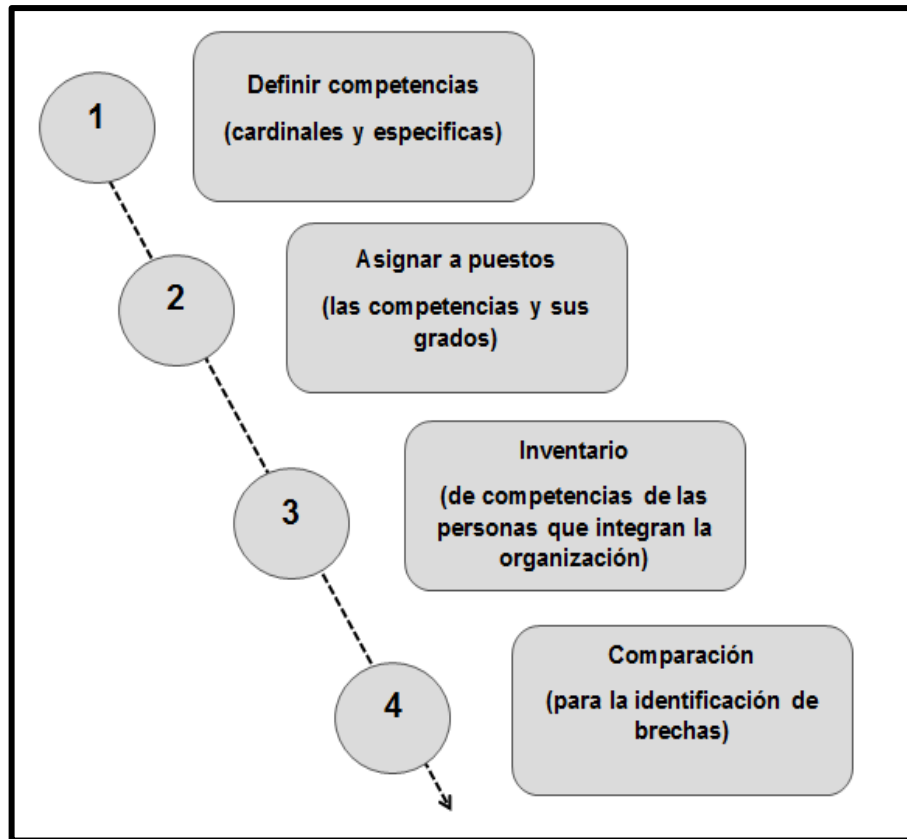 1
Definir competencias
(cardinales y especificas)
2
Asignar a puestos
(las competencias y sus
grados)
3
Inventario
(de competencias de las
personas que integran la
organización)
4
Comparación
(para la identificación de
brechas)